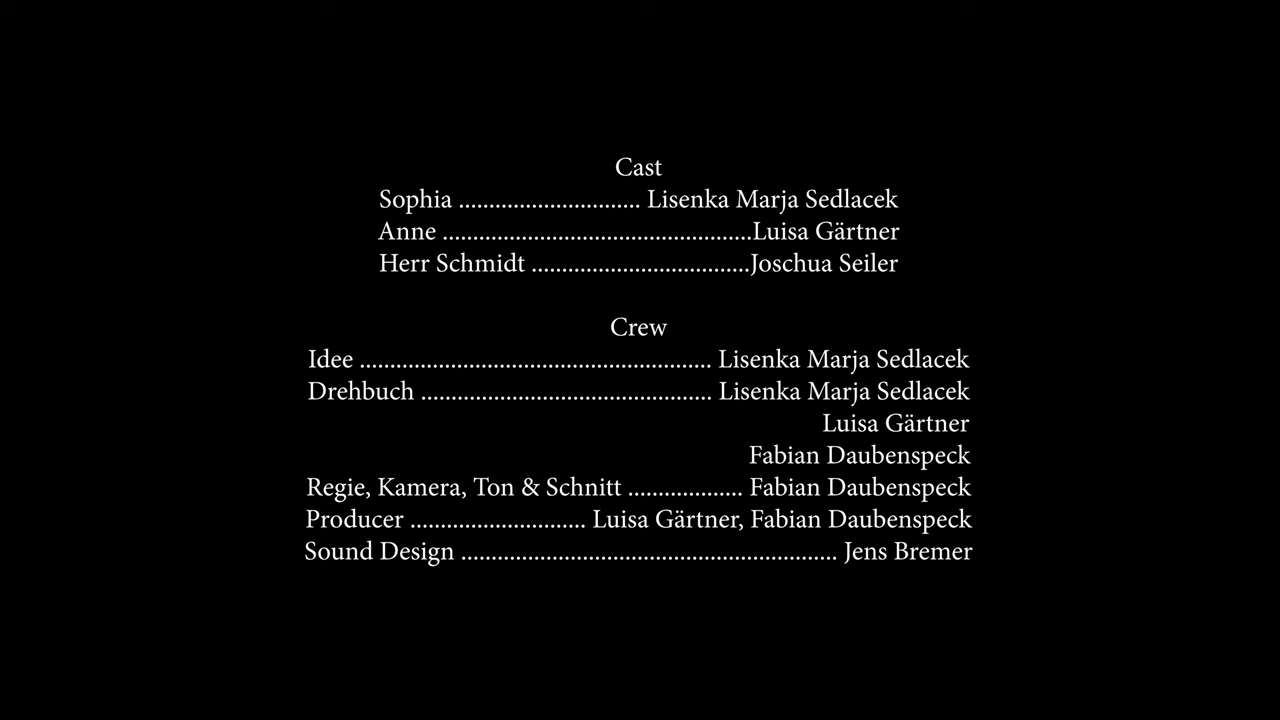 Cast
Sophia .............................. Lisenka Marja Sedlacek
Anne ...................................................Luisa Gärtner
Herr Schmidt ....................................Joschua Seiler
Crew
Idee .......................................................... Lisenka Marja Sedlacek
Drehbuch ................................................ Lisenka Marja Sedlacek
Luisa Gärtner
Fabian Daubenspeck
Regie, Kamera, Ton & Schnitt ................... Fabian Daubenspeck
Producer ............................. Luisa Gärtner, Fabian Daubenspeck
Sound Design .............................................................. Jens Bremer